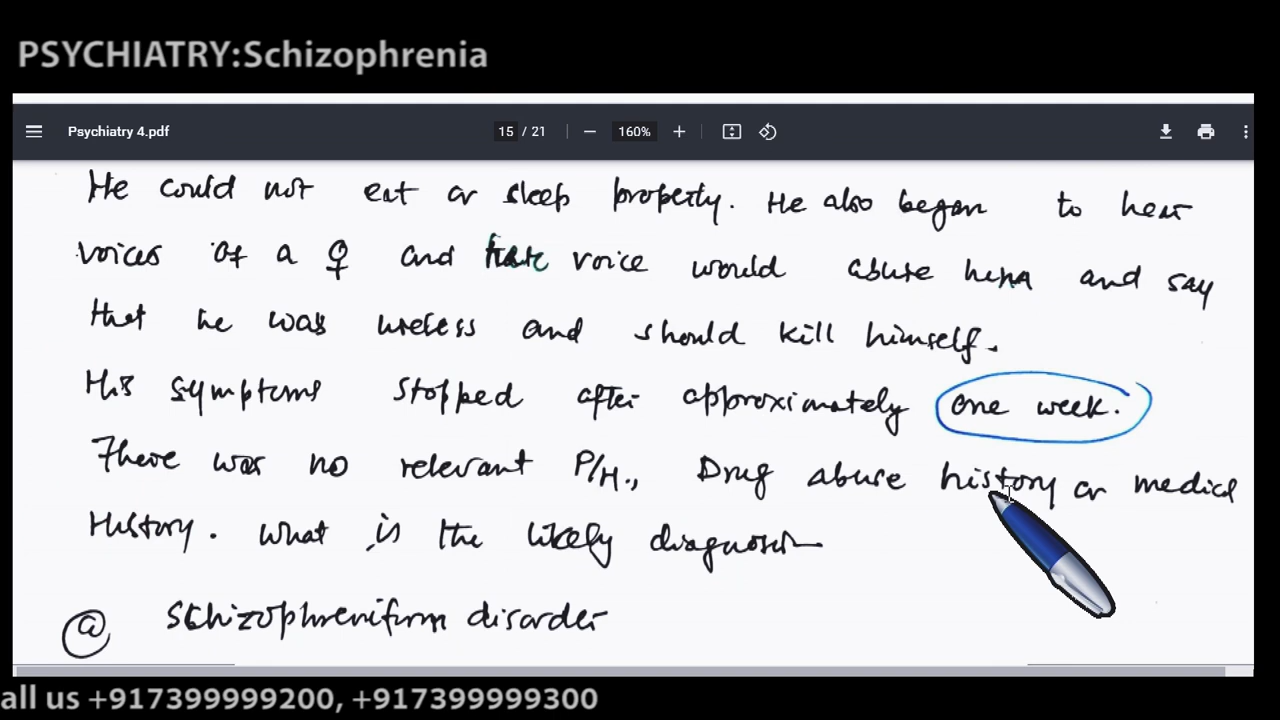 PSYCHIATRY:Schizophrenia
Psychiatry 4.pdf 15 / 21 160%
He could not eat or sleep properly. He also began to hear
voices of a ♀ and voice would abuse him and say
that he was useless and should kill himself.
His symptoms stopped after approximately one week.
There was no relevant P/H., Drug abuse history or medical
History. What is the likely diagnosis
(a) Schizophreniform disorder
all us +917399999200, +917399999300